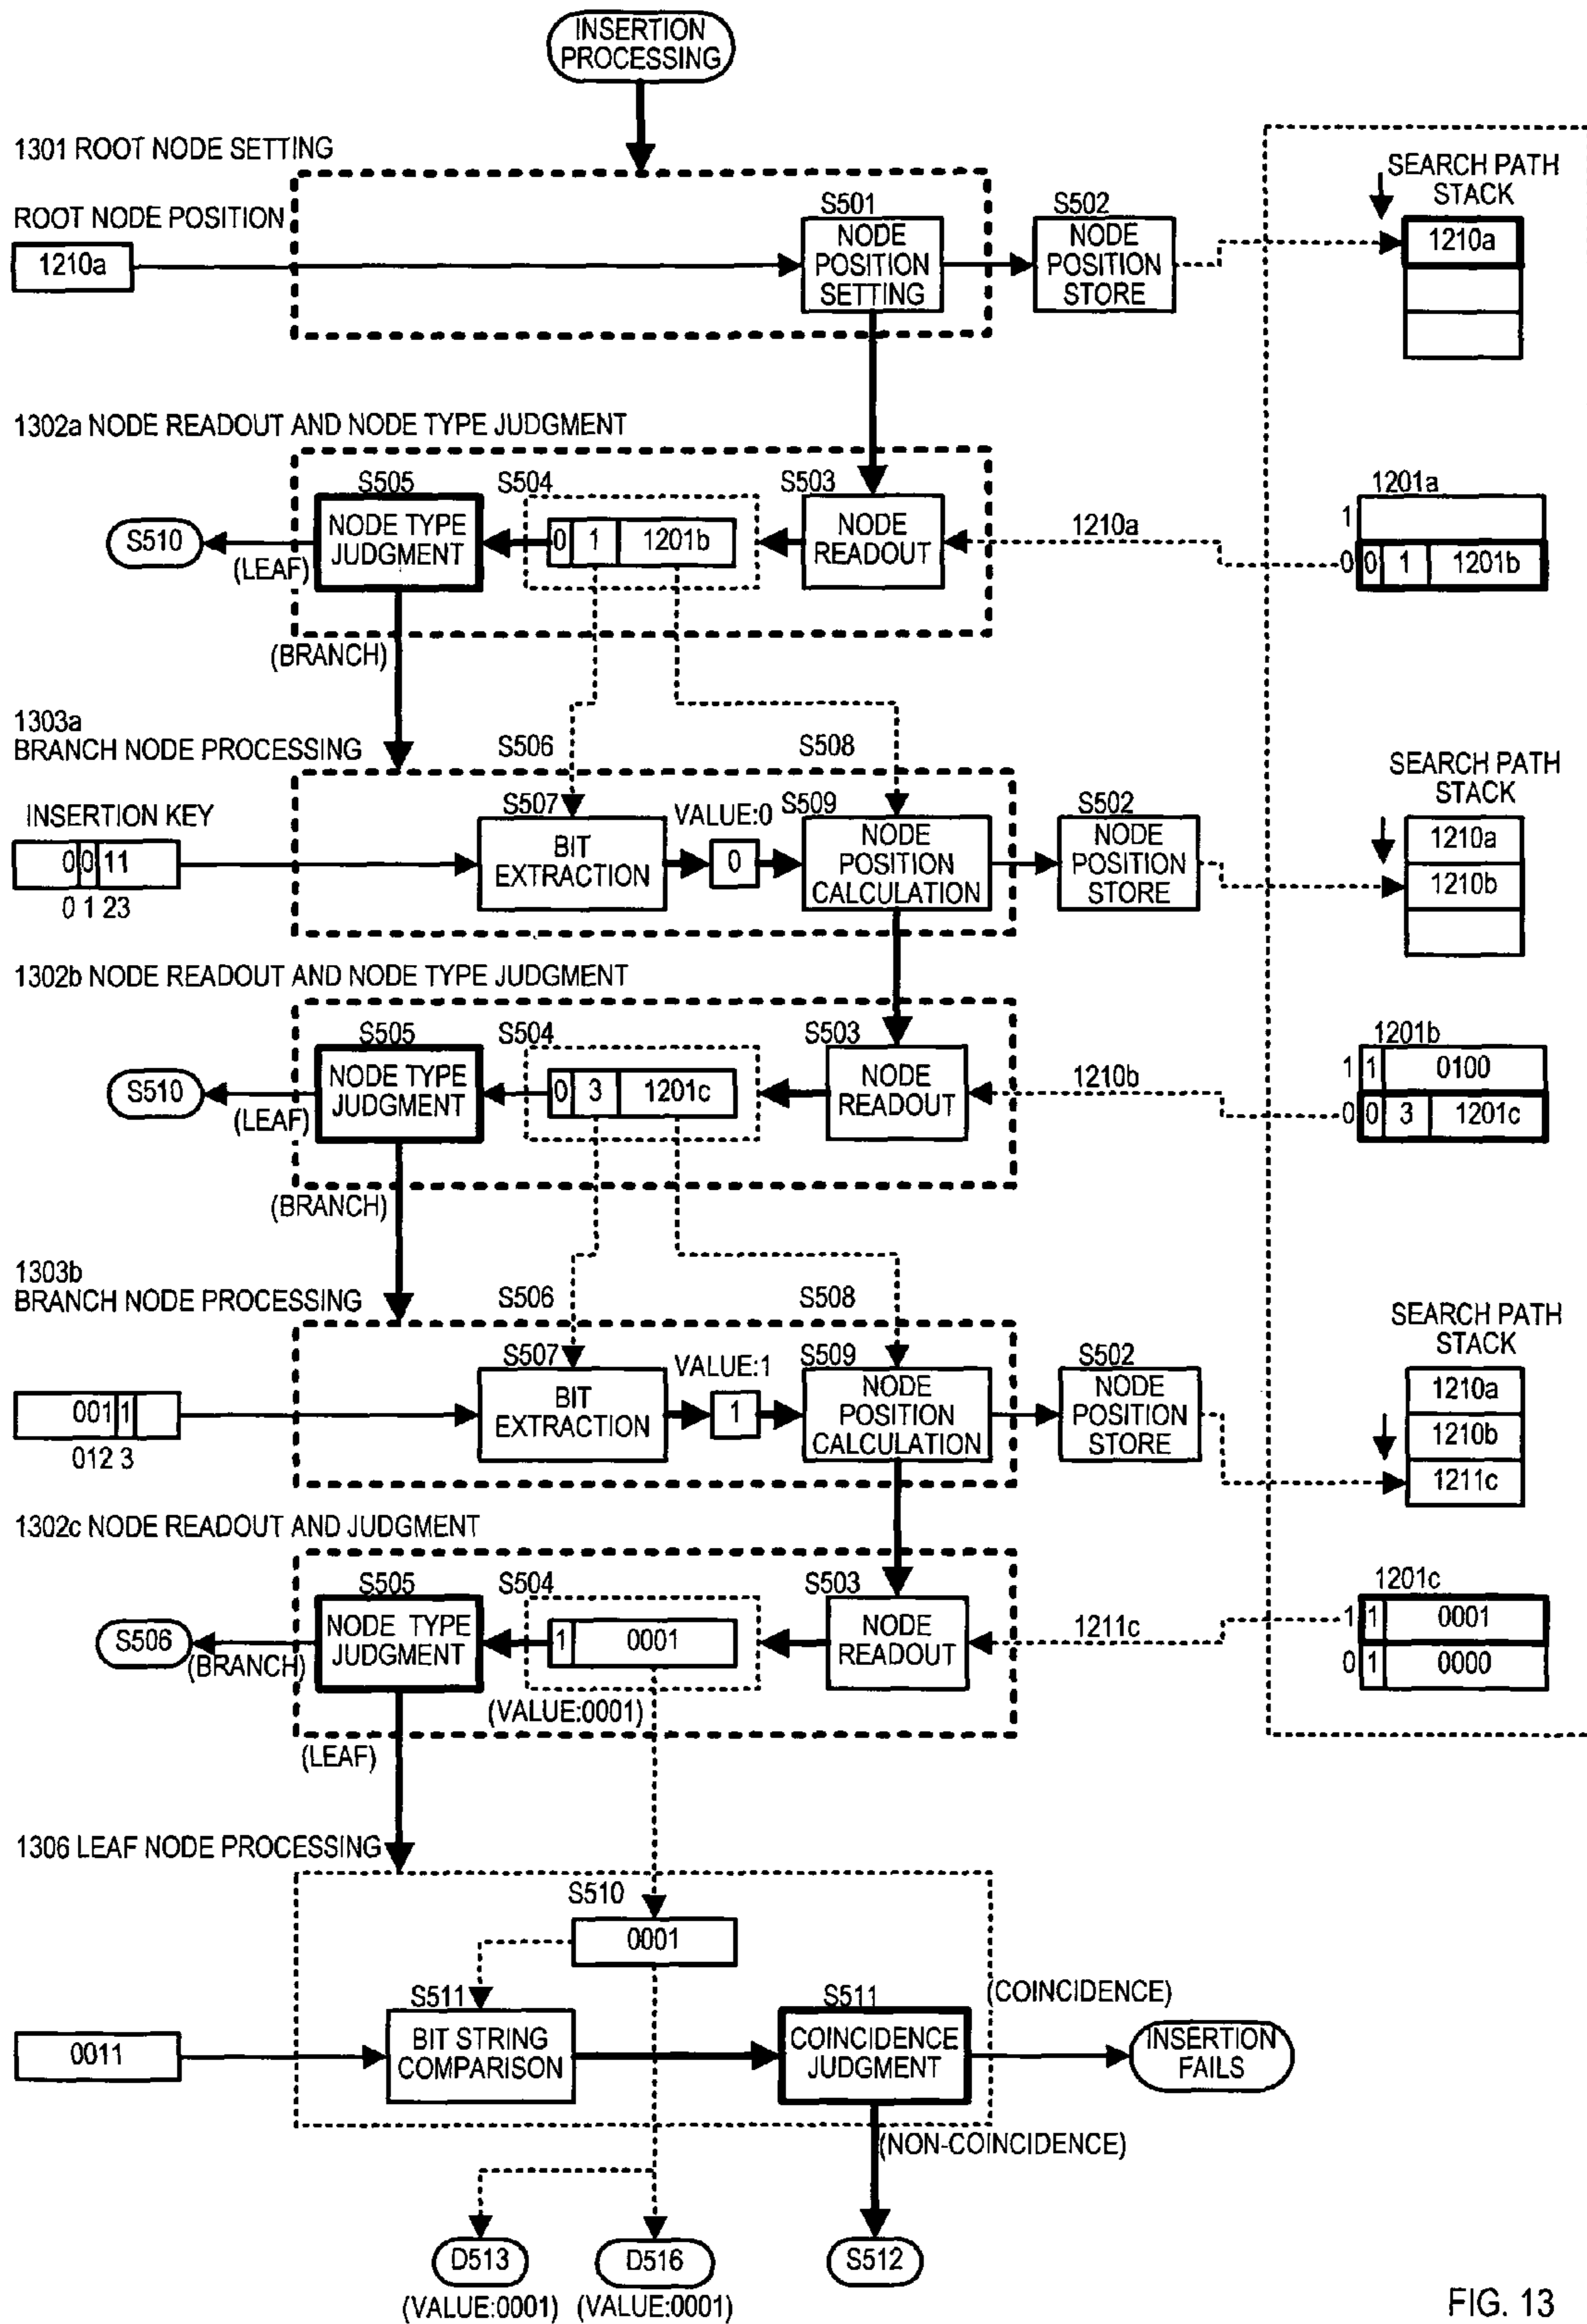 INSERTION
PROCESSING
1301 ROOT NODE SETTING
SEARCH PATH
STACK
ROOT NODE POSITION
1210a
S501
NODE
POSITION
SETTING
S502
NODE
POSITION
STORE
1210a
1302a NODE READOUT AND NODE TYPE JUDGMENT
S510
(LEAF)
S505
NODE TYPE
JUDGMENT
S504
0 1 1201b
S503
NODE
READOUT
1210a
1201a
1
0 0 1 1201b
(BRANCH)
1303a
BRANCH NODE PROCESSING
S506
S508
SEARCH PATH
STACK
INSERTION KEY
0 0 11
0 1 23
S507
BIT
EXTRACTION
VALUE:0
0
S509
NODE
POSITION
CALCULATION
S502
NODE
POSITION
STORE
1210a
1210b
1302b NODE READOUT AND NODE TYPE JUDGMENT
S510
(LEAF)
S505
NODE TYPE
JUDGMENT
S504
0 3 1201c
S503
NODE
READOUT
1210b
1201b
1 1 0100
0 0 3 1201c
(BRANCH)
1303b
BRANCH NODE PROCESSING
S506
S508
SEARCH PATH
STACK
001 1
012 3
S507
BIT
EXTRACTION
VALUE:1
1
S509
NODE
POSITION
CALCULATION
S502
NODE
POSITION
STORE
1210a
1210b
1211c
1302c NODE READOUT AND JUDGMENT
S506
(BRANCH)
S505
NODE TYPE
JUDGMENT
S504
1 0001
(VALUE:0001)
S503
NODE
READOUT
1211c
1201c
1 1 0001
0 1 0000
(LEAF)
1306 LEAF NODE PROCESSING
S510
0001
0011
S511
BIT STRING
COMPARISON
S511
COINCIDENCE
JUDGMENT
(COINCIDENCE)
INSERTION
FAILS
(NON-COINCIDENCE)
D513
(VALUE:0001)
D516
(VALUE:0001)
S512
FIG. 13